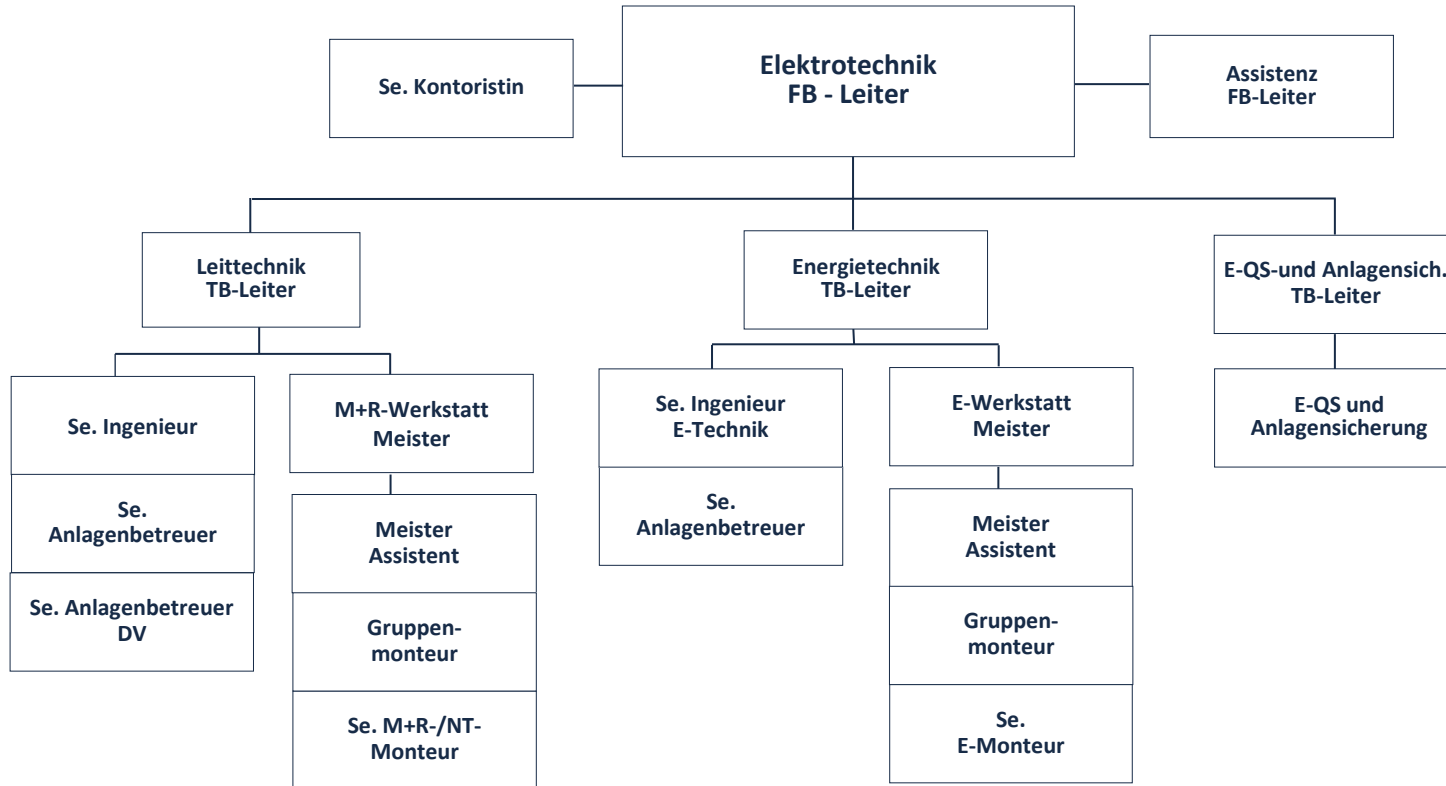 Elektrotechnik
FB - Leiter
Se. Kontoristin
Assistenz
FB-Leiter
Leittechnik
TB-Leiter
Energietechnik
TB-Leiter
E-QS-und Anlagensich.
TB-Leiter
Se. Ingenieur
Se.
Anlagenbetreuer
Se. Anlagenbetreuer
DV
M+R-Werkstatt
Meister
Meister
Assistent
Gruppen-
monteur
Se. M+R-/NT-
Monteur
Se. Ingenieur
E-Technik
Se.
Anlagenbetreuer
E-Werkstatt
Meister
Meister
Assistent
Gruppen-
monteur
Se.
E-Monteur
E-QS und
Anlagensicherung